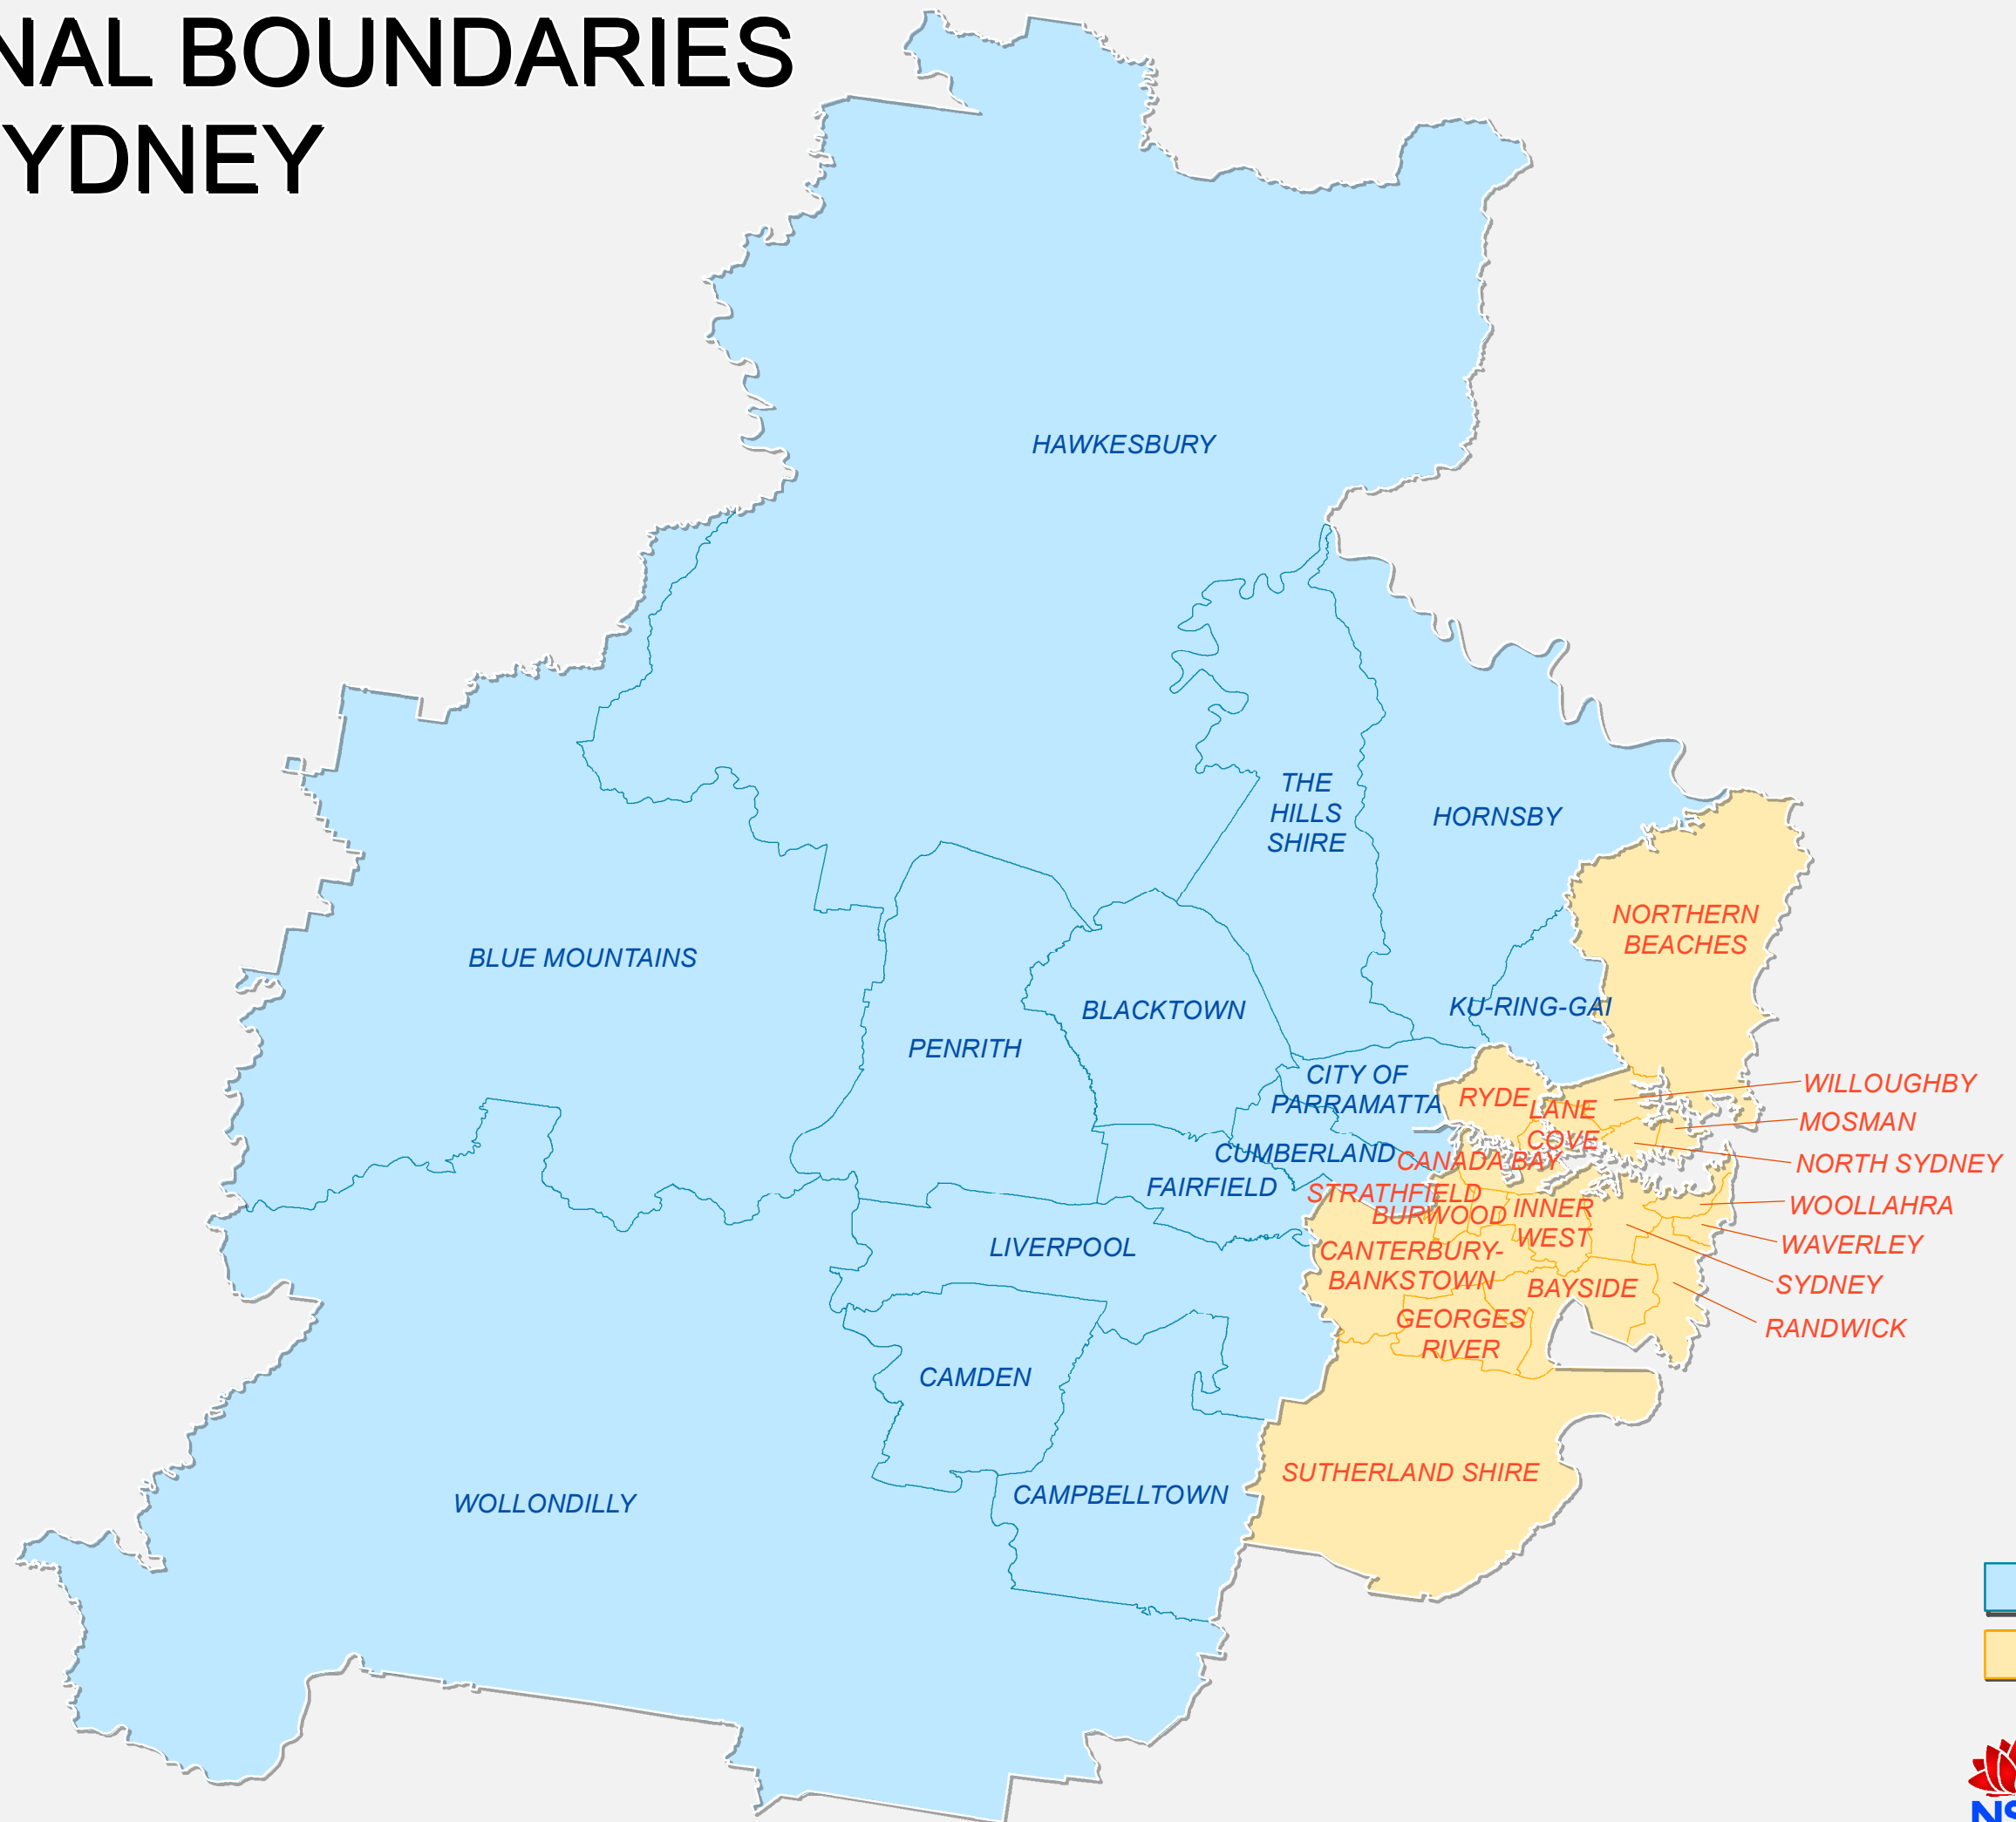 NAL BOUNDARIES
YDNEY
HAWKESBURY
THE
HILLS
SHIRE
HORNSBY
NORTHERN
BEACHES
BLUE MOUNTAINS
BLACKTOWN
KU-RING-GAI
PENRITH
CITY OF
PARRAMATTA
RYDE
LANE
COVE
WILLOUGHBY
MOSMAN
NORTH SYDNEY
CUMBERLAND
CANADA BAY
FAIRFIELD
STRATHFIELD
BURWOOD
INNER
WEST
WOOLLAHRA
WAVERLEY
SYDNEY
RANDWICK
LIVERPOOL
CANTERBURY-
BANKSTOWN
BAYSIDE
GEORGES
RIVER
CAMDEN
SUTHERLAND SHIRE
CAMPBELLTOWN
WOLLONDILLY
NS